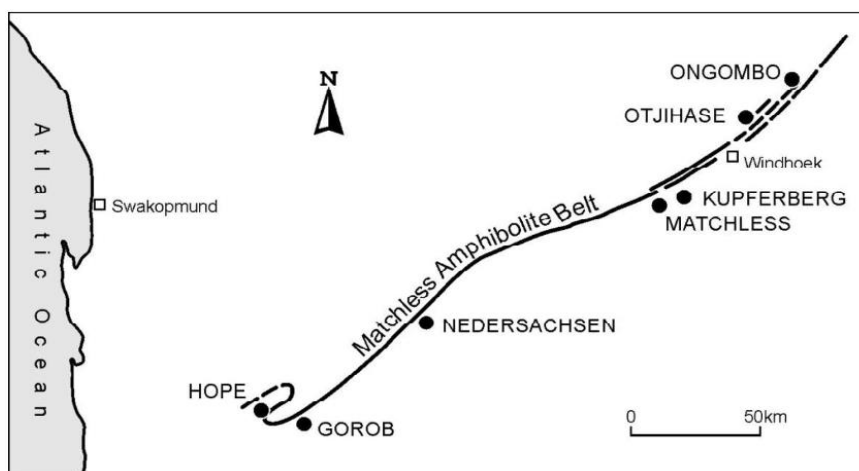 ONGOMBO
N
OTJIHASE
Windhoek
Atlantic Ocean
Swakopmund
KUPFERBERG
MATCHLESS
Matchless Amphibolite Belt
NEDERSACHSEN
HOPE
GOROB
0 50km